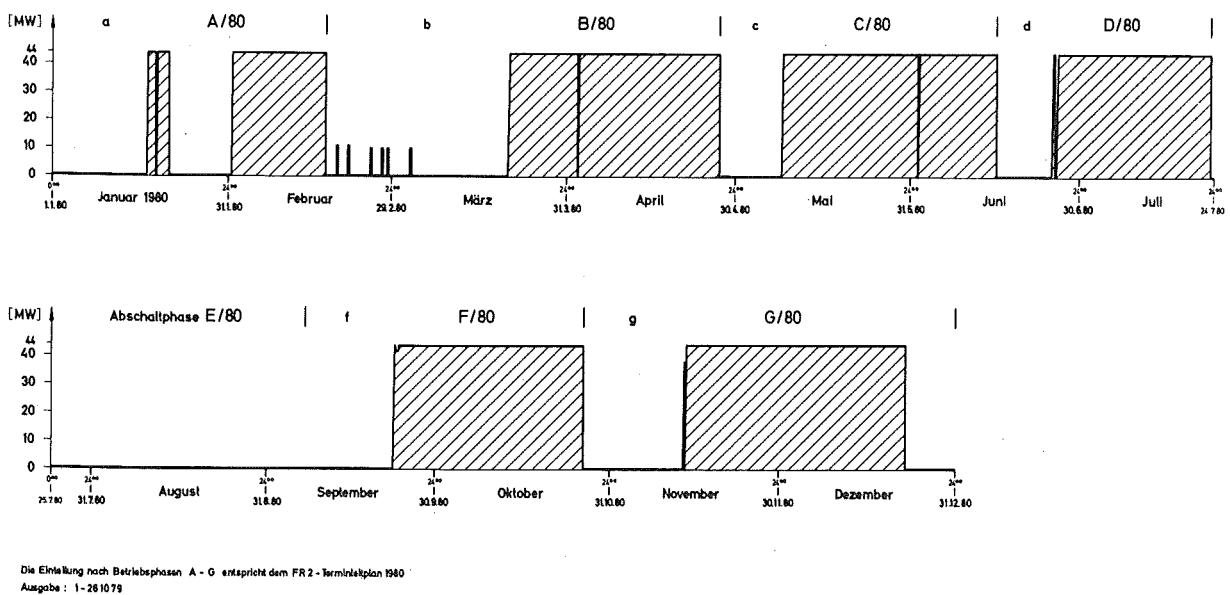 [MW] a A/80 b B/80 c C/80 d D/80
44
40
30
20
10
0
0⁰⁰ 24⁰⁰ 24⁰⁰ 24⁰⁰ 24⁰⁰ 24⁰⁰ 24⁰⁰ 24⁰⁰
Januar 1980 Februar März April Mai Juni Juli
1.1.80 31.1.80 29.2.80 31.3.80 30.4.80 31.5.80 30.6.80 24.7.80
[MW] Abschaltphase E/80 f F/80 g G/80
44
40
30
20
10
0
0⁰⁰ 24⁰⁰ 24⁰⁰ 24⁰⁰ 24⁰⁰ 24⁰⁰ 24⁰⁰
August September Oktober November Dezember
25.7.80 31.7.80 31.8.80 30.9.80 31.10.80 30.11.80 31.12.80
Die Einteilung nach Betriebsphasen A - G entspricht dem FR 2 - Terminleitplan 1980
Ausgabe : 1 - 261079